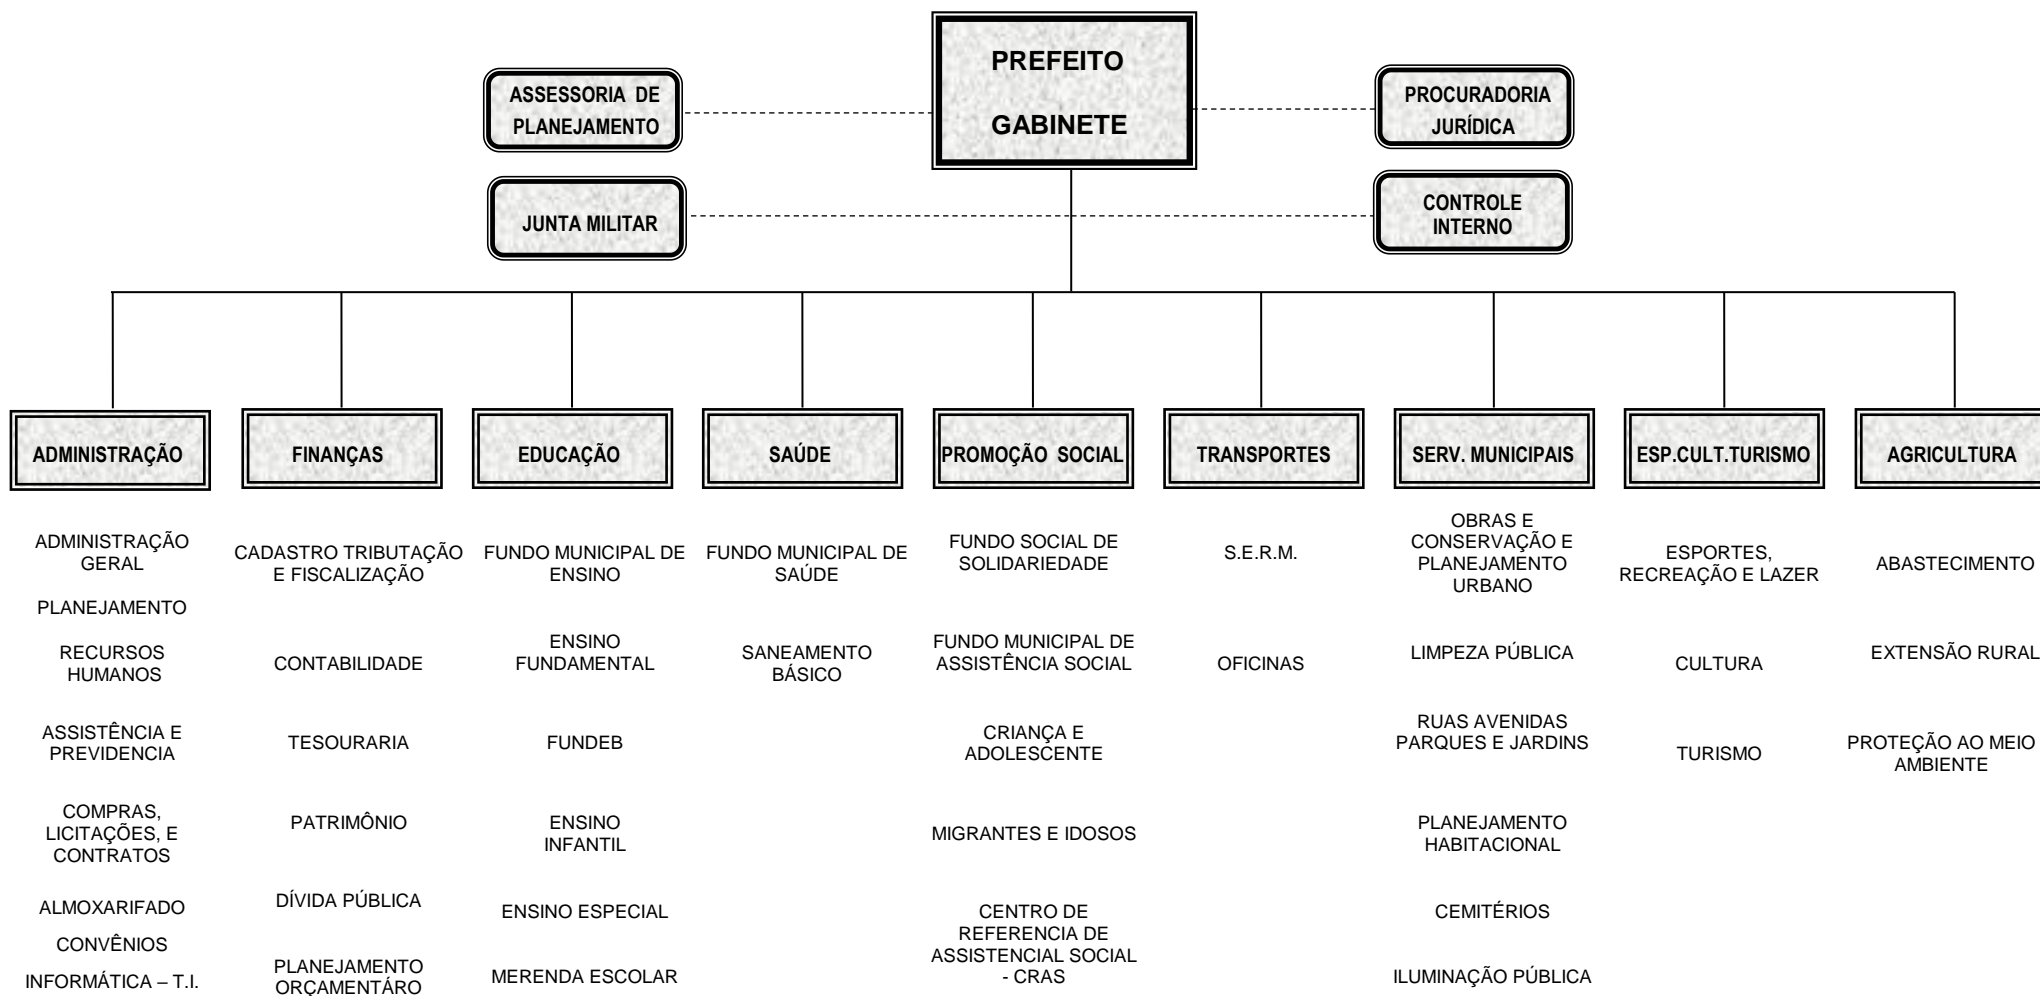 PREFEITO
GABINETE
ASSESSORIA DE
PLANEJAMENTO
PROCURADORIA
JURÍDICA
JUNTA MILITAR
CONTROLE
INTERNO
ADMINISTRAÇÃO
FINANÇAS
EDUCAÇÃO
SAÚDE
PROMOÇÃO SOCIAL
TRANSPORTES
SERV. MUNICIPAIS
ESP.CULT.TURISMO
AGRICULTURA
ADMINISTRAÇÃO
GERAL
PLANEJAMENTO
RECURSOS
HUMANOS
ASSISTÊNCIA E
PREVIDENCIA
COMPRAS,
LICITAÇÕES, E
CONTRATOS
ALMOXARIFADO
CONVÊNIOS
INFORMÁTICA – T.I.
CADASTRO TRIBUTAÇÃO
E FISCALIZAÇÃO
CONTABILIDADE
TESOURARIA
PATRIMÔNIO
DÍVIDA PÚBLICA
PLANEJAMENTO
ORÇAMENTÁRO
FUNDO MUNICIPAL DE
ENSINO
ENSINO
FUNDAMENTAL
FUNDEB
ENSINO
INFANTIL
ENSINO ESPECIAL
MERENDA ESCOLAR
FUNDO MUNICIPAL DE
SAÚDE
SANEAMENTO
BÁSICO
FUNDO SOCIAL DE
SOLIDARIEDADE
FUNDO MUNICIPAL DE
ASSISTÊNCIA SOCIAL
CRIANÇA E
ADOLESCENTE
MIGRANTES E IDOSOS
CENTRO DE
REFERENCIA DE
ASSISTENCIAL SOCIAL
- CRAS
S.E.R.M.
OFICINAS
OBRAS E
CONSERVAÇÃO E
PLANEJAMENTO
URBANO
LIMPEZA PÚBLICA
RUAS AVENIDAS
PARQUES E JARDINS
PLANEJAMENTO
HABITACIONAL
CEMITÉRIOS
ILUMINAÇÃO PÚBLICA
ESPORTES,
RECREAÇÃO E LAZER
CULTURA
TURISMO
ABASTECIMENTO
EXTENSÃO RURAL
PROTEÇÃO AO MEIO
AMBIENTE